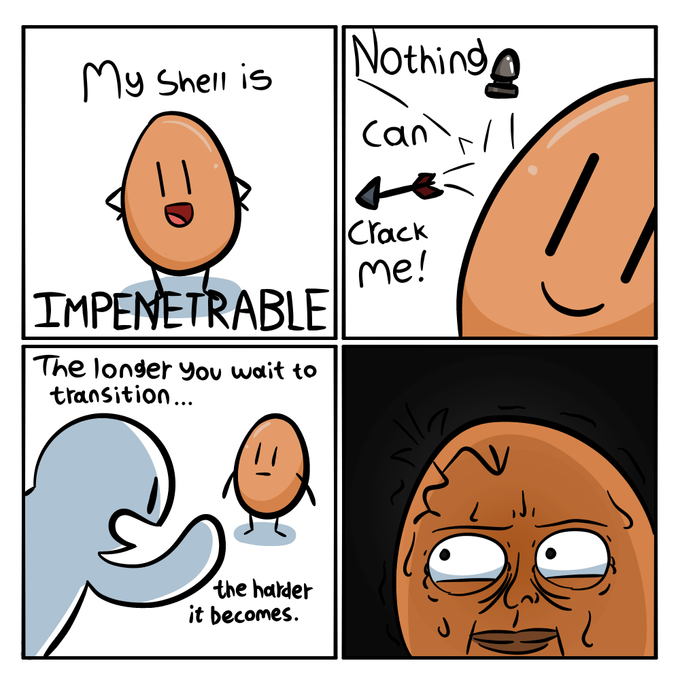 My Shell is
IMPENETRABLE
Nothing
can
Crack
me!
The longer you wait to
transition...
the harder
it becomes.